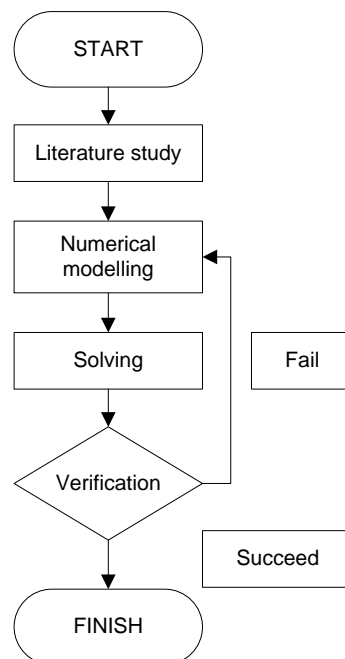 START
Literature study
Numerical
modelling
Solving
Fail
Verification
Succeed
FINISH